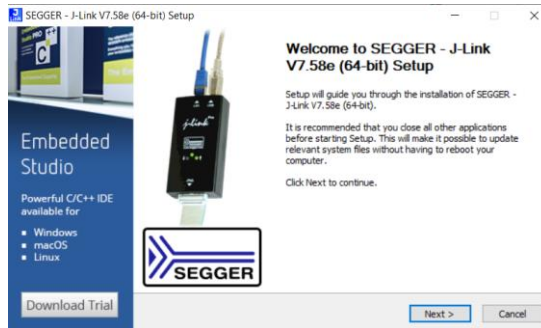 SEGGER - J-Link V7.58e (64-bit) Setup
Welcome to SEGGER - J-Link
V7.58e (64-bit) Setup
Setup will guide you through the installation of SEGGER -
J-Link V7.58e (64-bit).
It is recommended that you close all other applications
before starting Setup. This will make it possible to update
relevant system files without having to reboot your
computer.
Click Next to continue.
Embedded
Studio
Powerful C/C++ IDE
available for
Windows
macOS
Linux
Download Trial
J-Link
SEGGER
Next >
Cancel